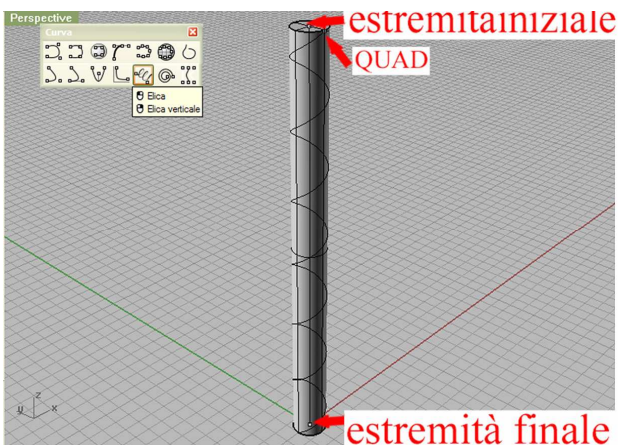 Perspective
estremitainiziale
Curva
QUAD
Elica
Elica verticale
z
y
x
estremità finale